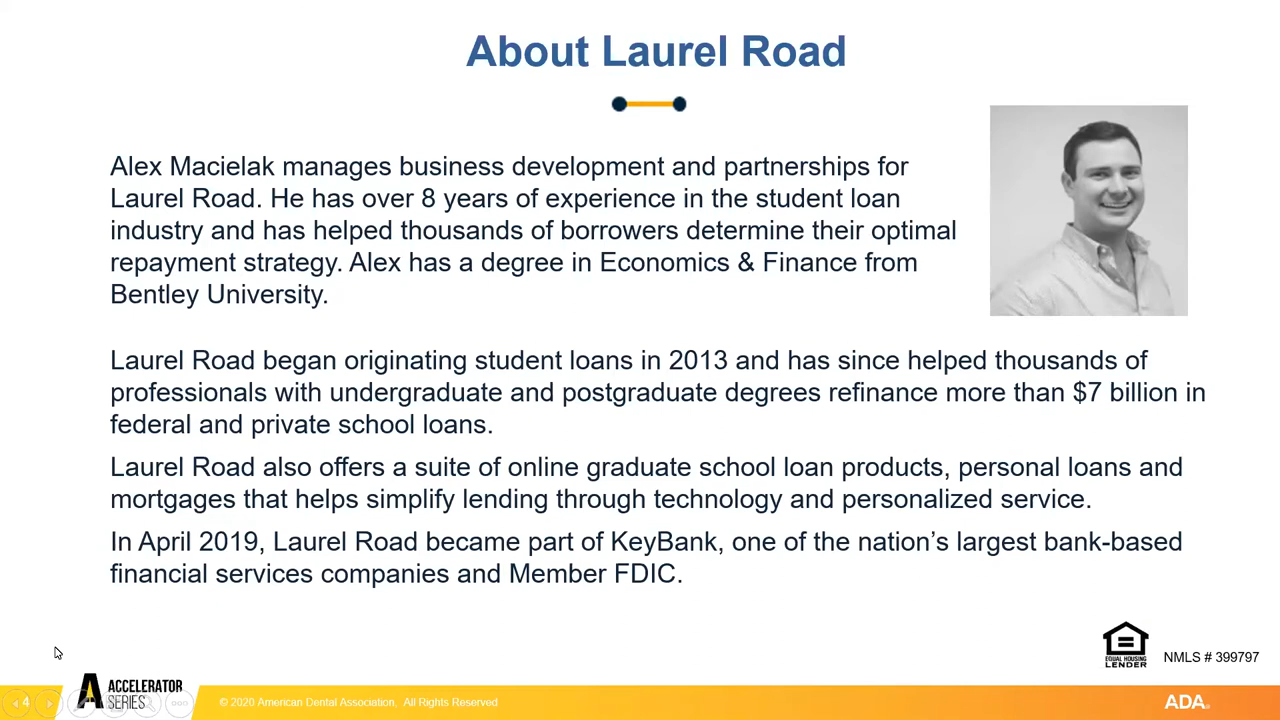 About Laurel Road
Alex Macielak manages business development and partnerships for
Laurel Road. He has over 8 years of experience in the student loan
industry and has helped thousands of borrowers determine their optimal
repayment strategy. Alex has a degree in Economics & Finance from
Bentley University.
Laurel Road began originating student loans in 2013 and has since helped thousands of
professionals with undergraduate and postgraduate degrees refinance more than $7 billion in
federal and private school loans.
Laurel Road also offers a suite of online graduate school loan products, personal loans and
mortgages that helps simplify lending through technology and personalized service.
In April 2019, Laurel Road became part of KeyBank, one of the nation’s largest bank-based
financial services companies and Member FDIC.
EQUAL HOUSING
LENDER
NMLS # 399797
4
ACCELERATOR
SERIES
© 2020 American Dental Association, All Rights Reserved
ADA